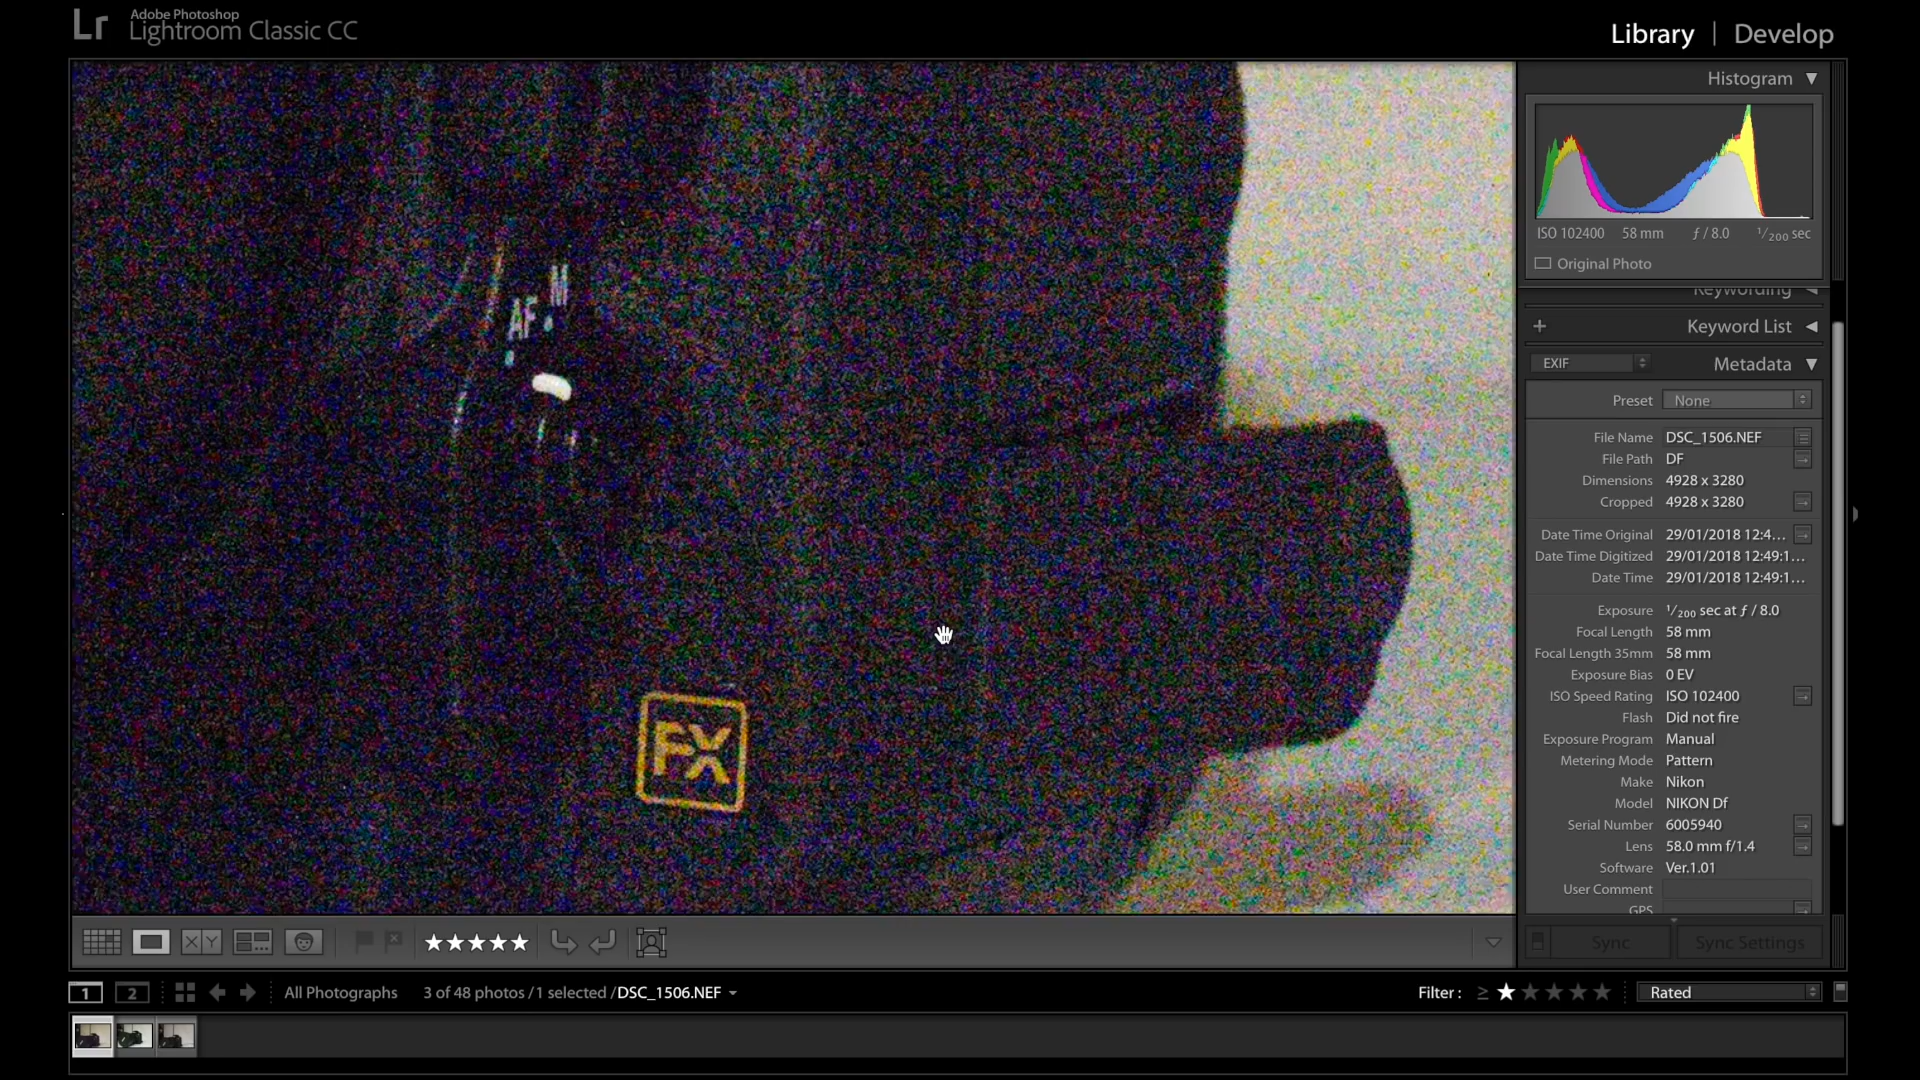 Lr Adobe Photoshop
Lightroom Classic CC
Library | Develop
Histogram
ISO 102400 58 mm ƒ / 8.0 1/200 sec
Original Photo
Keywording
+ Keyword List
EXIF Metadata
Preset None
File Name DSC_1506.NEF
File Path DF
Dimensions 4928 x 3280
Cropped 4928 x 3280
Date Time Original 29/01/2018 12:4...
Date Time Digitized 29/01/2018 12:49:1...
Date Time 29/01/2018 12:49:1...
Exposure 1/200 sec at ƒ / 8.0
Focal Length 58 mm
Focal Length 35mm 58 mm
Exposure Bias 0 EV
ISO Speed Rating ISO 102400
Flash Did not fire
Exposure Program Manual
Metering Mode Pattern
Make Nikon
Model NIKON Df
Serial Number 6005940
Lens 58.0 mm f/1.4
Software Ver.1.01
User Comment
GPS
Sync Sync Settings
M
AF
FX
X Y
1 2 All Photographs 3 of 48 photos / 1 selected / DSC_1506.NEF
Filter : ≥ ★★★★★ Rated